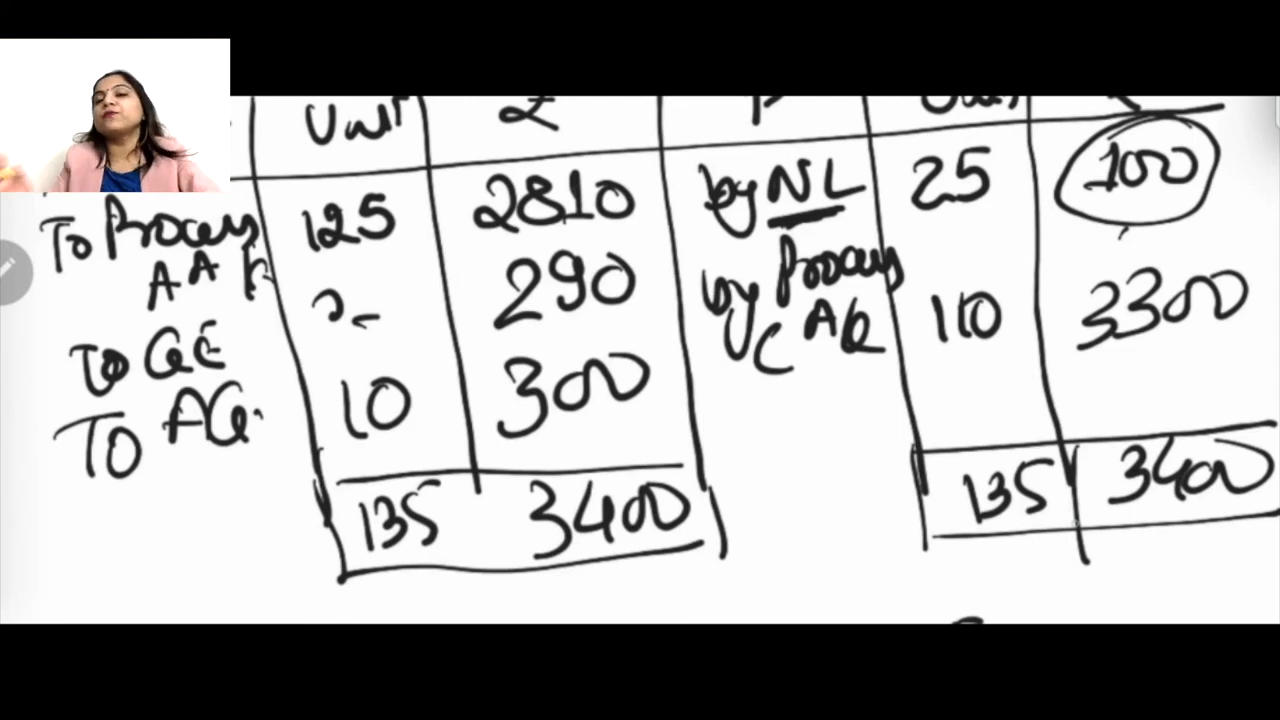 Unit ₹ P Unit ₹
To Process 125 2810 by NL 25 100
A A/c 290 by Process 110 3300
To GE C A/c
To AG. 10 300
135 3400 135 3400